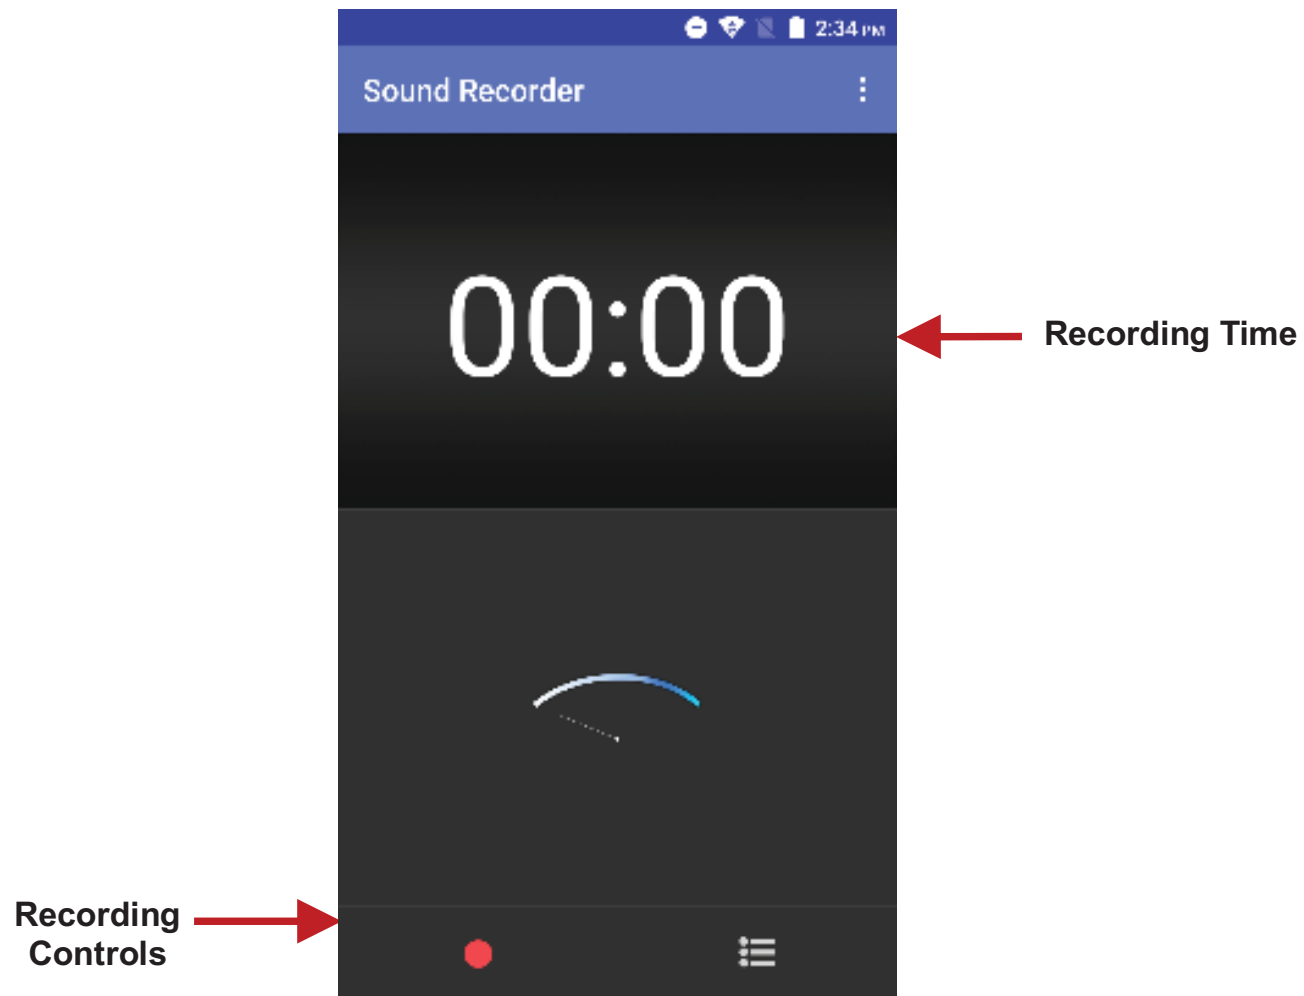 2:34 PM
Sound Recorder
00:00
Recording Time
Recording
Controls